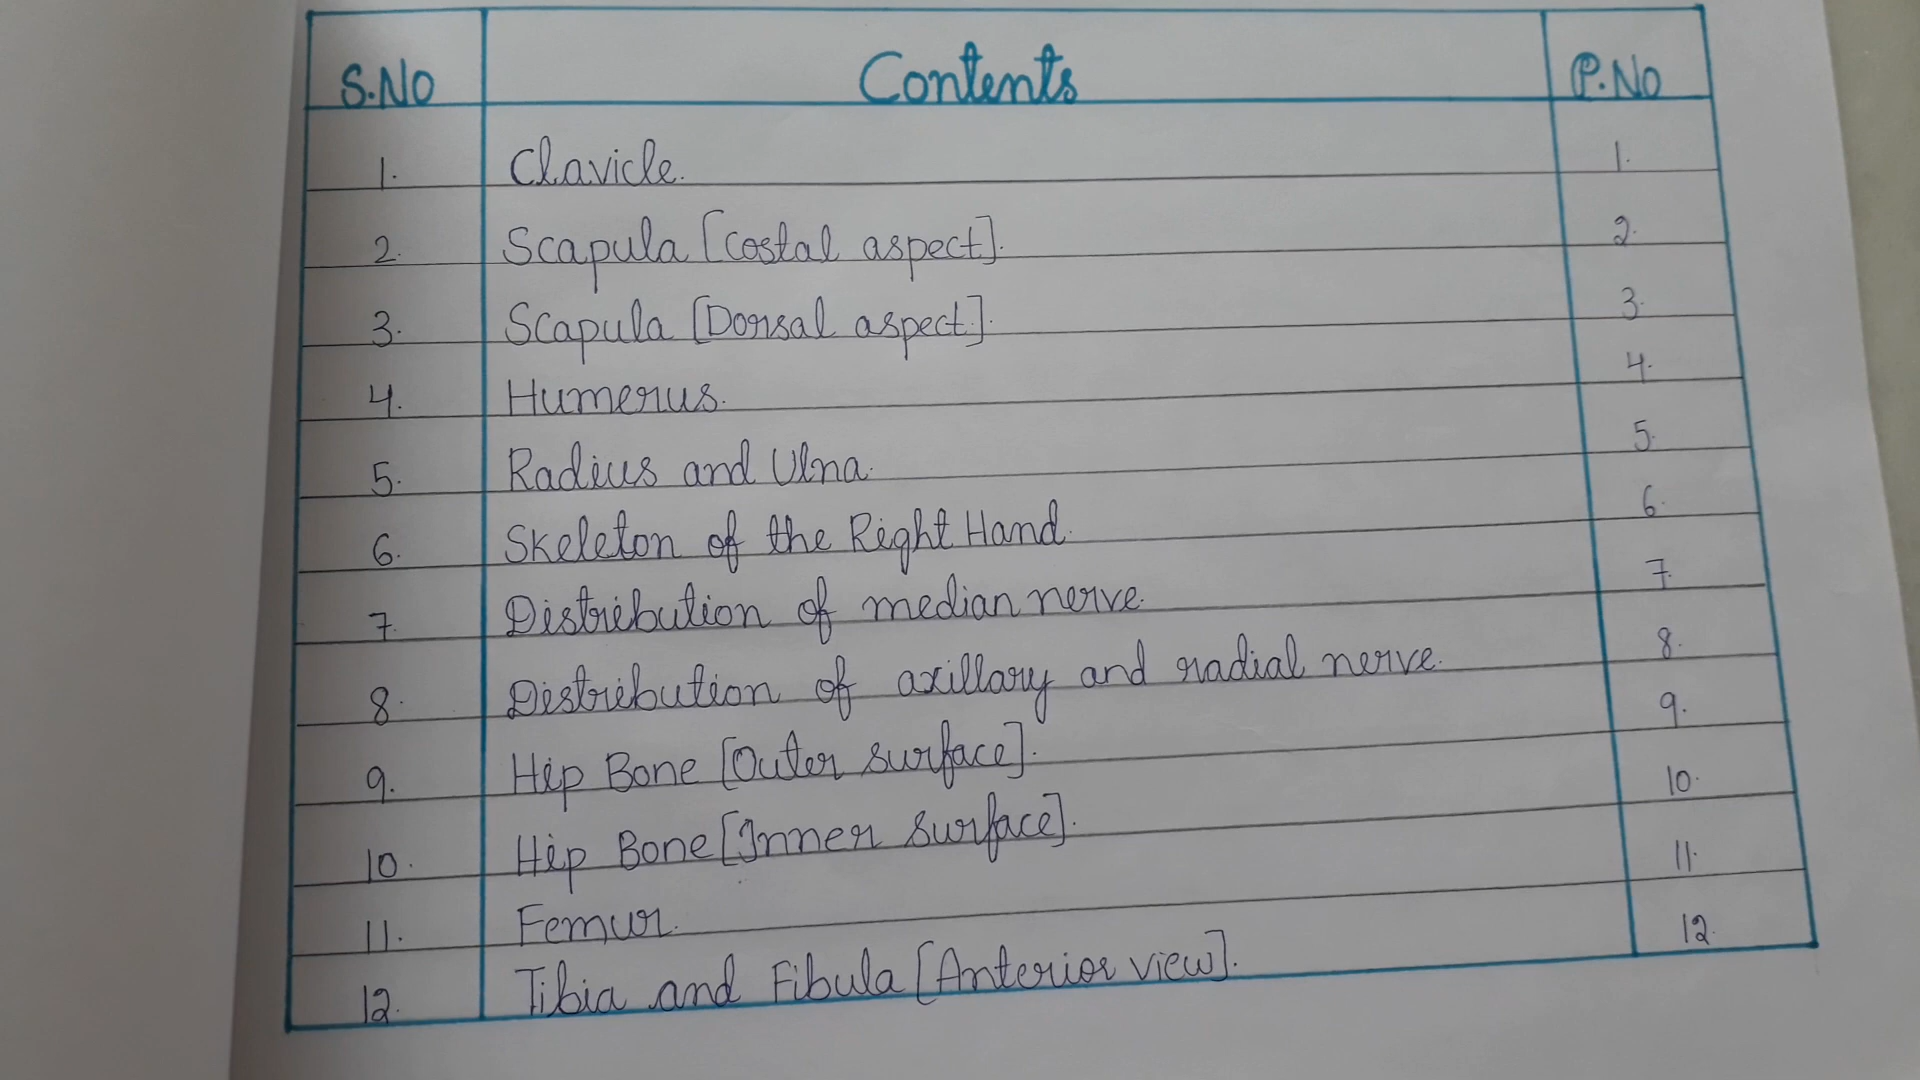 S.No Contents P.No
1. Clavicle. 1.
2. Scapula [Costal aspect]. 2.
3. Scapula [Dorsal aspect]. 3.
4. Humerus. 4.
5. Radius and Ulna. 5.
6. Skeleton of the Right Hand. 6.
7. Distribution of median nerve. 7.
8. Distribution of axillary and radial nerve. 8.
9. Hip Bone [Outer surface]. 9.
10. Hip Bone [Inner surface]. 10.
11. Femur. 11.
12. Tibia and Fibula [Anterior view]. 12.